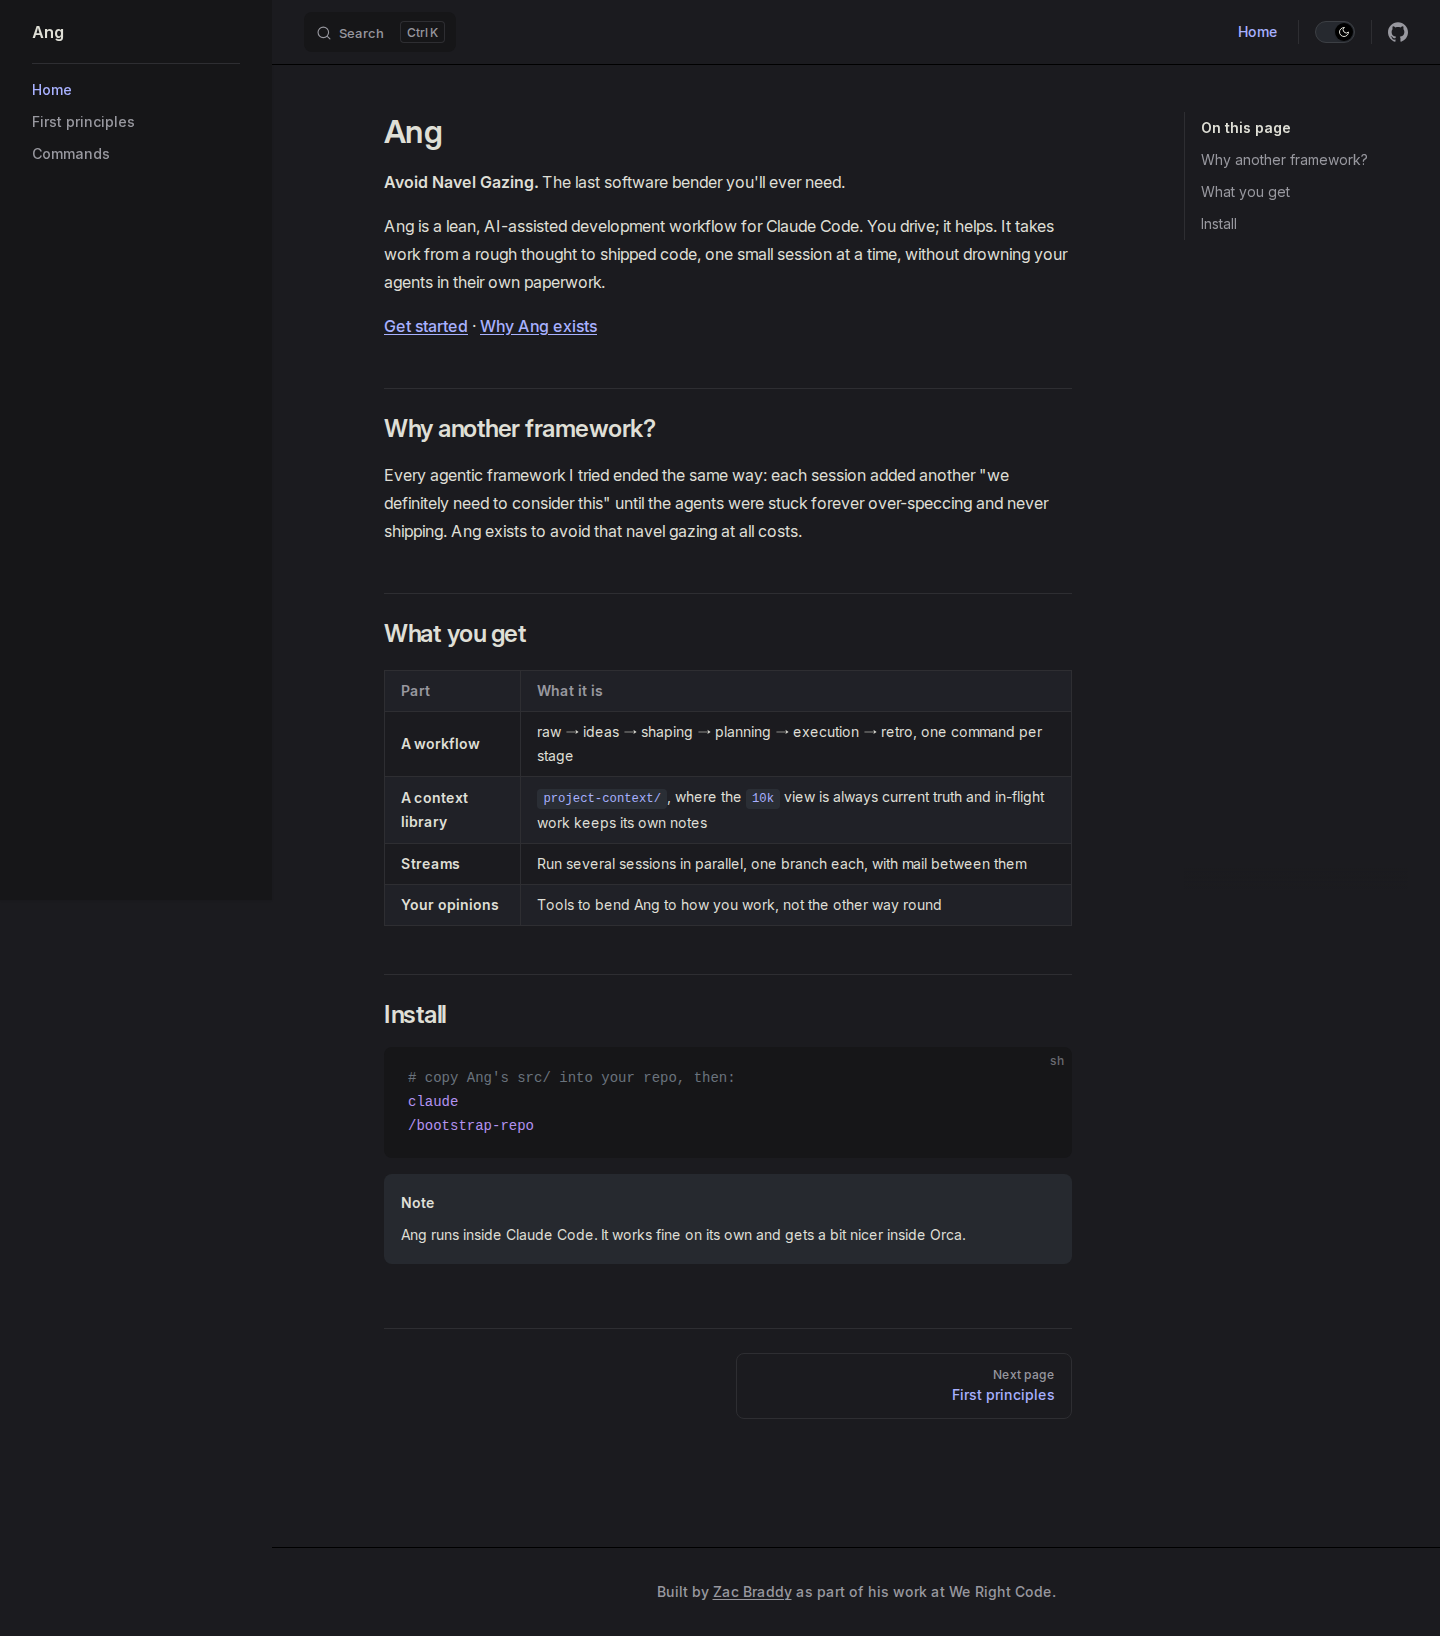 Ang
Home
First principles
Commands
Search Ctrl K
Home
Ang
Avoid Navel Gazing. The last software bender you'll ever need.
Ang is a lean, AI-assisted development workflow for Claude Code. You drive; it helps. It takes
work from a rough thought to shipped code, one small session at a time, without drowning your
agents in their own paperwork.
Get started · Why Ang exists
Why another framework?
Every agentic framework I tried ended the same way: each session added another "we
definitely need to consider this" until the agents were stuck forever over-speccing and never
shipping. Ang exists to avoid that navel gazing at all costs.
What you get
Part What it is
A workflow raw → ideas → shaping → planning → execution → retro, one command per
stage
A context library project-context/, where the 10k view is always current truth and in-flight
work keeps its own notes
Streams Run several sessions in parallel, one branch each, with mail between them
Your opinions Tools to bend Ang to how you work, not the other way round
Install
sh
# copy Ang's src/ into your repo, then:
claude
/bootstrap-repo
Note
Ang runs inside Claude Code. It works fine on its own and gets a bit nicer inside Orca.
Next page
First principles
On this page
Why another framework?
What you get
Install
Built by Zac Braddy as part of his work at We Right Code.